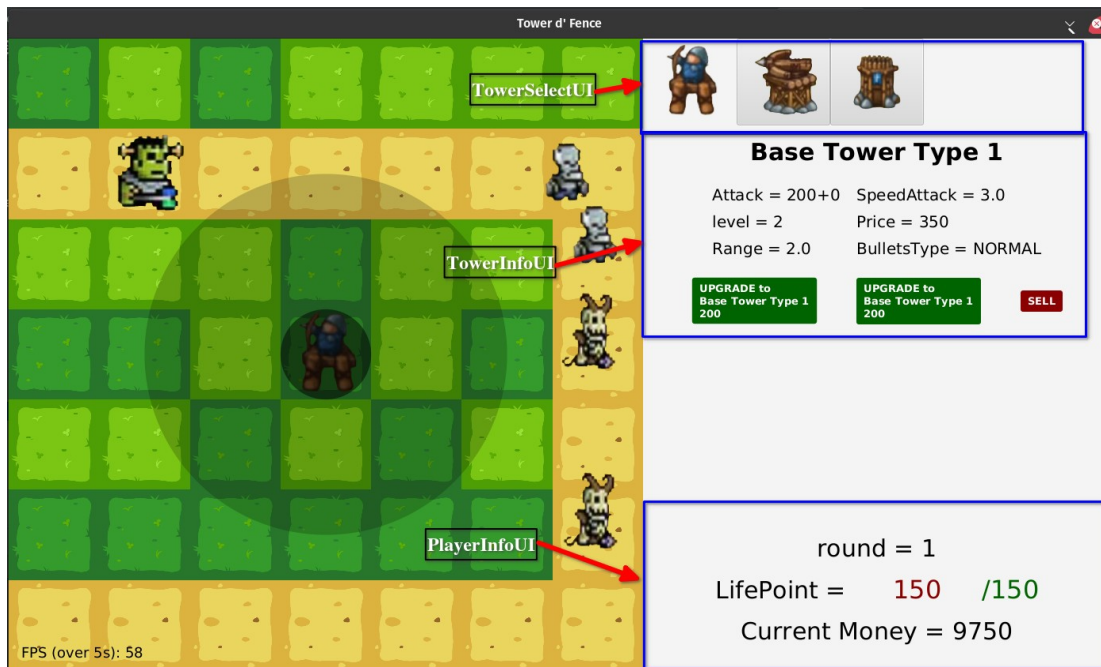 Tower d' Fence
TowerSelectUI
Base Tower Type 1
Attack = 200+0 SpeedAttack = 3.0
level = 2 Price = 350
Range = 2.0 BulletsType = NORMAL
TowerInfoUI
UPGRADE to
Base Tower Type 1
200
UPGRADE to
Base Tower Type 1
200
SELL
PlayerInfoUI
round = 1
LifePoint = 150 /150
Current Money = 9750
FPS (over 5s): 58